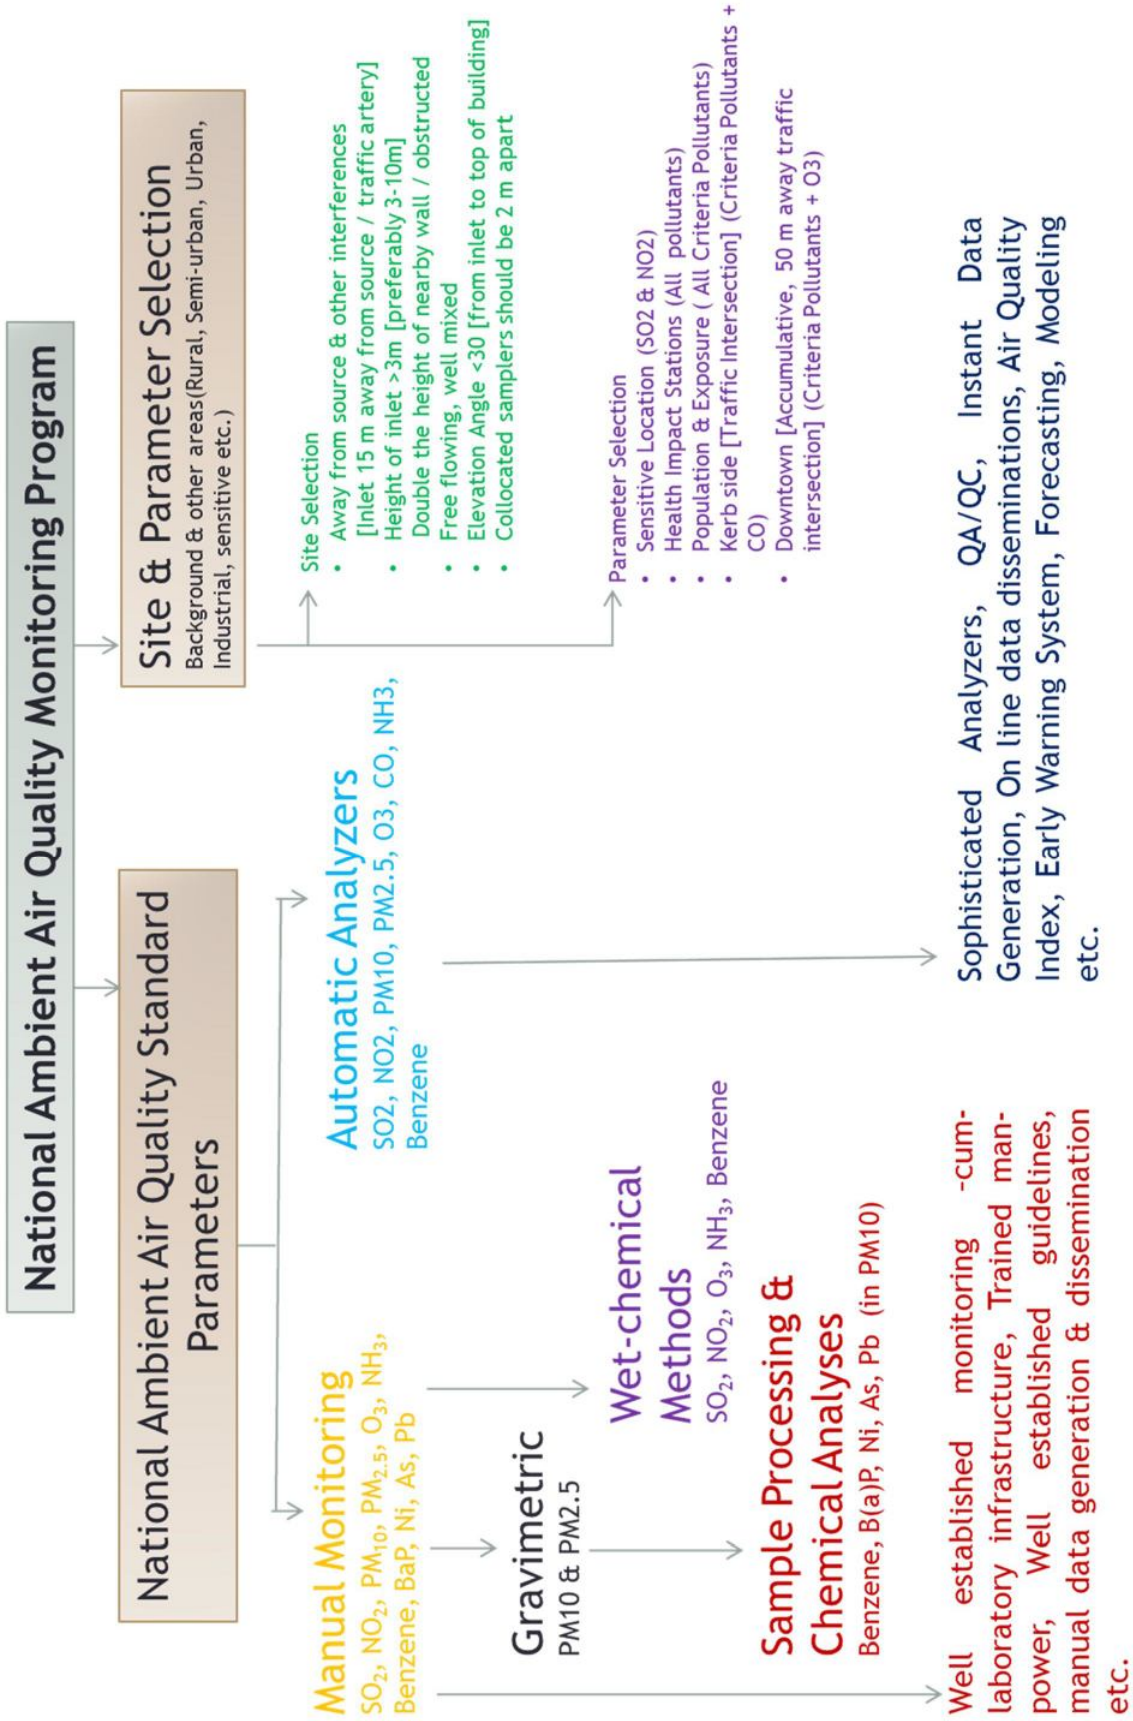 National Ambient Air Quality Monitoring Program
National Ambient Air Quality Standard
Parameters
Manual Monitoring
SO₂, NO₂, PM₁₀, PM₂.₅, O₃, NH₃,
Benzene, BaP, Ni, As, Pb
Gravimetric
PM10 & PM2.5
Sample Processing &
Chemical Analyses
Benzene, B(a)P, Ni, As, Pb (in PM10)
Wet-chemical
Methods
SO₂, NO₂, O₃, NH₃, Benzene
Well established monitoring -cum-
laboratory infrastructure, Trained man-
power, Well established guidelines,
manual data generation & dissemination
etc.
Automatic Analyzers
SO2, NO2, PM10, PM2.5, O3, CO, NH3,
Benzene
Sophisticated Analyzers, QA/QC, Instant Data
Generation, On line data disseminations, Air Quality
Index, Early Warning System, Forecasting, Modeling
etc.
Site & Parameter Selection
Background & other areas(Rural, Semi-urban, Urban,
Industrial, sensitive etc.)
Site Selection
• Away from source & other interferences
[Inlet 15 m away from source / traffic artery]
• Height of inlet >3m [preferably 3-10m]
Double the height of nearby wall / obstructed
• Free flowing, well mixed
• Elevation Angle <30 [from inlet to top of building]
• Collocated samplers should be 2 m apart
Parameter Selection
• Sensitive Location (SO2 & NO2)
• Health Impact Stations (All pollutants)
• Population & Exposure ( All Criteria Pollutants)
• Kerb side [Traffic Intersection] (Criteria Pollutants +
CO)
• Downtown [Accumulative, 50 m away traffic
intersection] (Criteria Pollutants + O3)